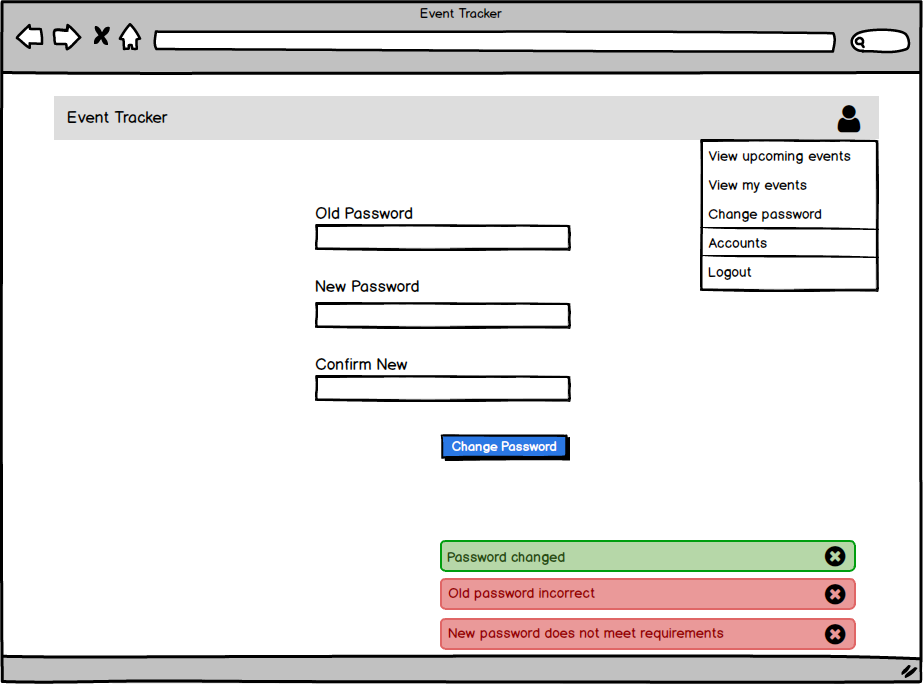 Event Tracker
Event Tracker
View upcoming events
View my events
Change password
Accounts
Logout
Old Password
New Password
Confirm New
Change Password
Password changed
Old password incorrect
New password does not meet requirements